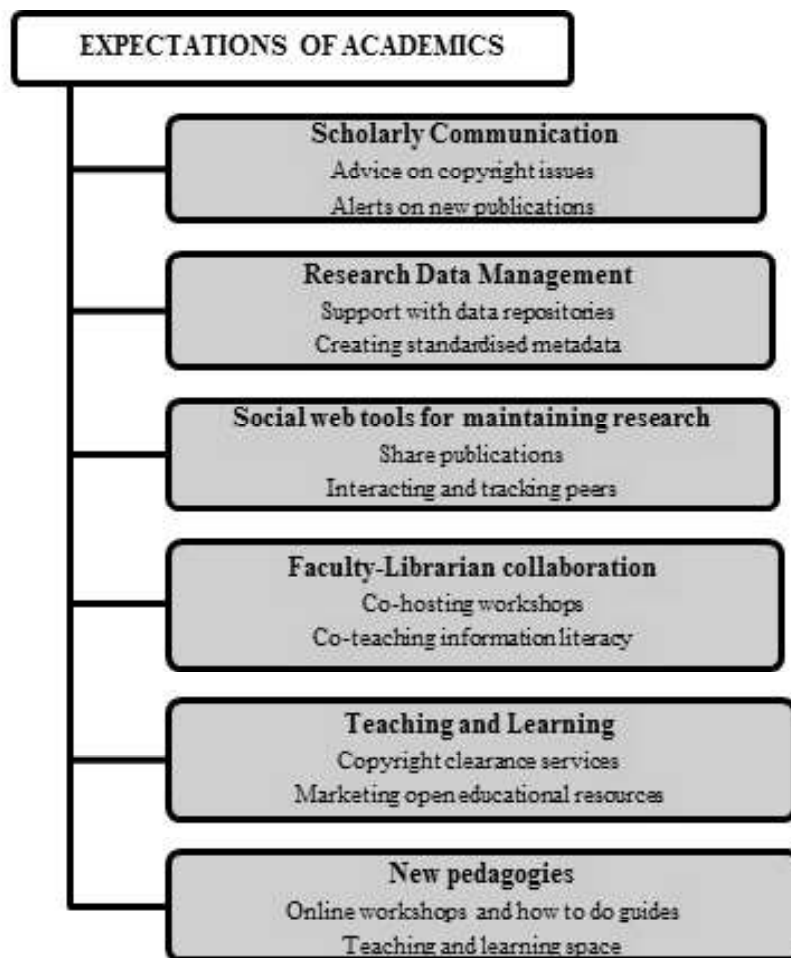 EXPECTATIONS OF ACADEMICS
Scholarly Communication
Advice on copyright issues
Alerts on new publications
Research Data Management
Support with data repositories
Creating standardised metadata
Social web tools for maintaining research
Share publications
Interacting and tracking peers
Faculty-Librarian collaboration
Co-hosting workshops
Co-teaching information literacy
Teaching and Learning
Copyright clearance services
Marketing open educational resources
New pedagogies
Online workshops and how to do guides
Teaching and learning space